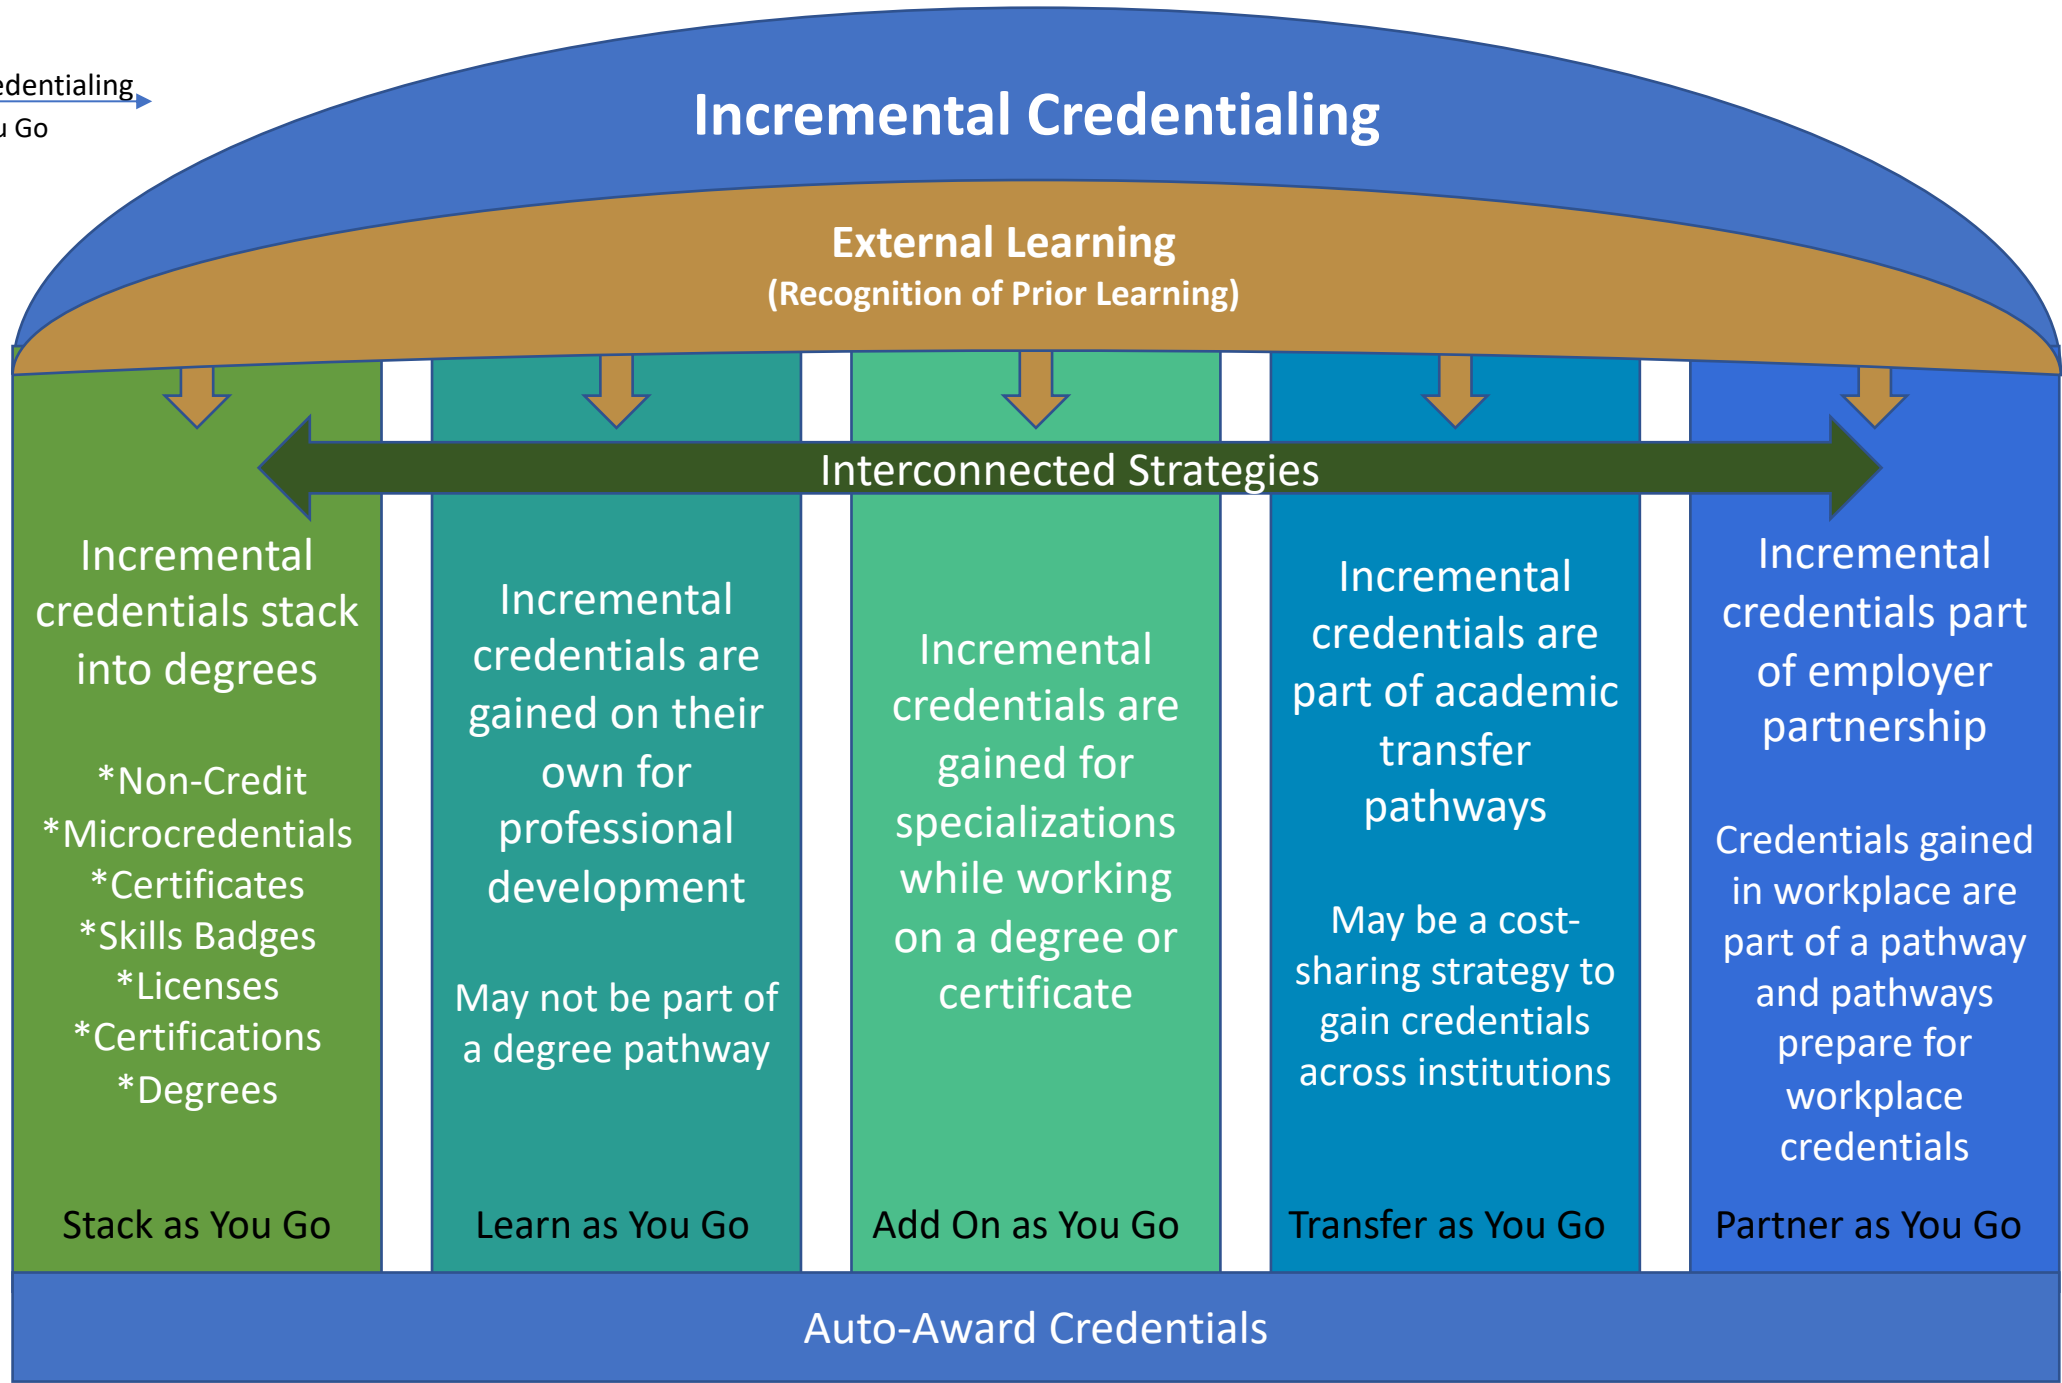 edentialing
u Go
Incremental Credentialing
External Learning
(Recognition of Prior Learning)
Interconnected Strategies
Incremental
credentials stack
into degrees
*Non-Credit
*Microcredentials
*Certificates
*Skills Badges
*Licenses
*Certifications
*Degrees
Stack as You Go
Incremental
credentials are
gained on their
own for
professional
development
May not be part of
a degree pathway
Learn as You Go
Incremental
credentials are
gained for
specializations
while working
on a degree or
certificate
Add On as You Go
Incremental
credentials are
part of academic
transfer
pathways
May be a cost-
sharing strategy to
gain credentials
across institutions
Transfer as You Go
Incremental
credentials part
of employer
partnership
Credentials gained
in workplace are
part of a pathway
and pathways
prepare for
workplace
credentials
Partner as You Go
Auto-Award Credentials